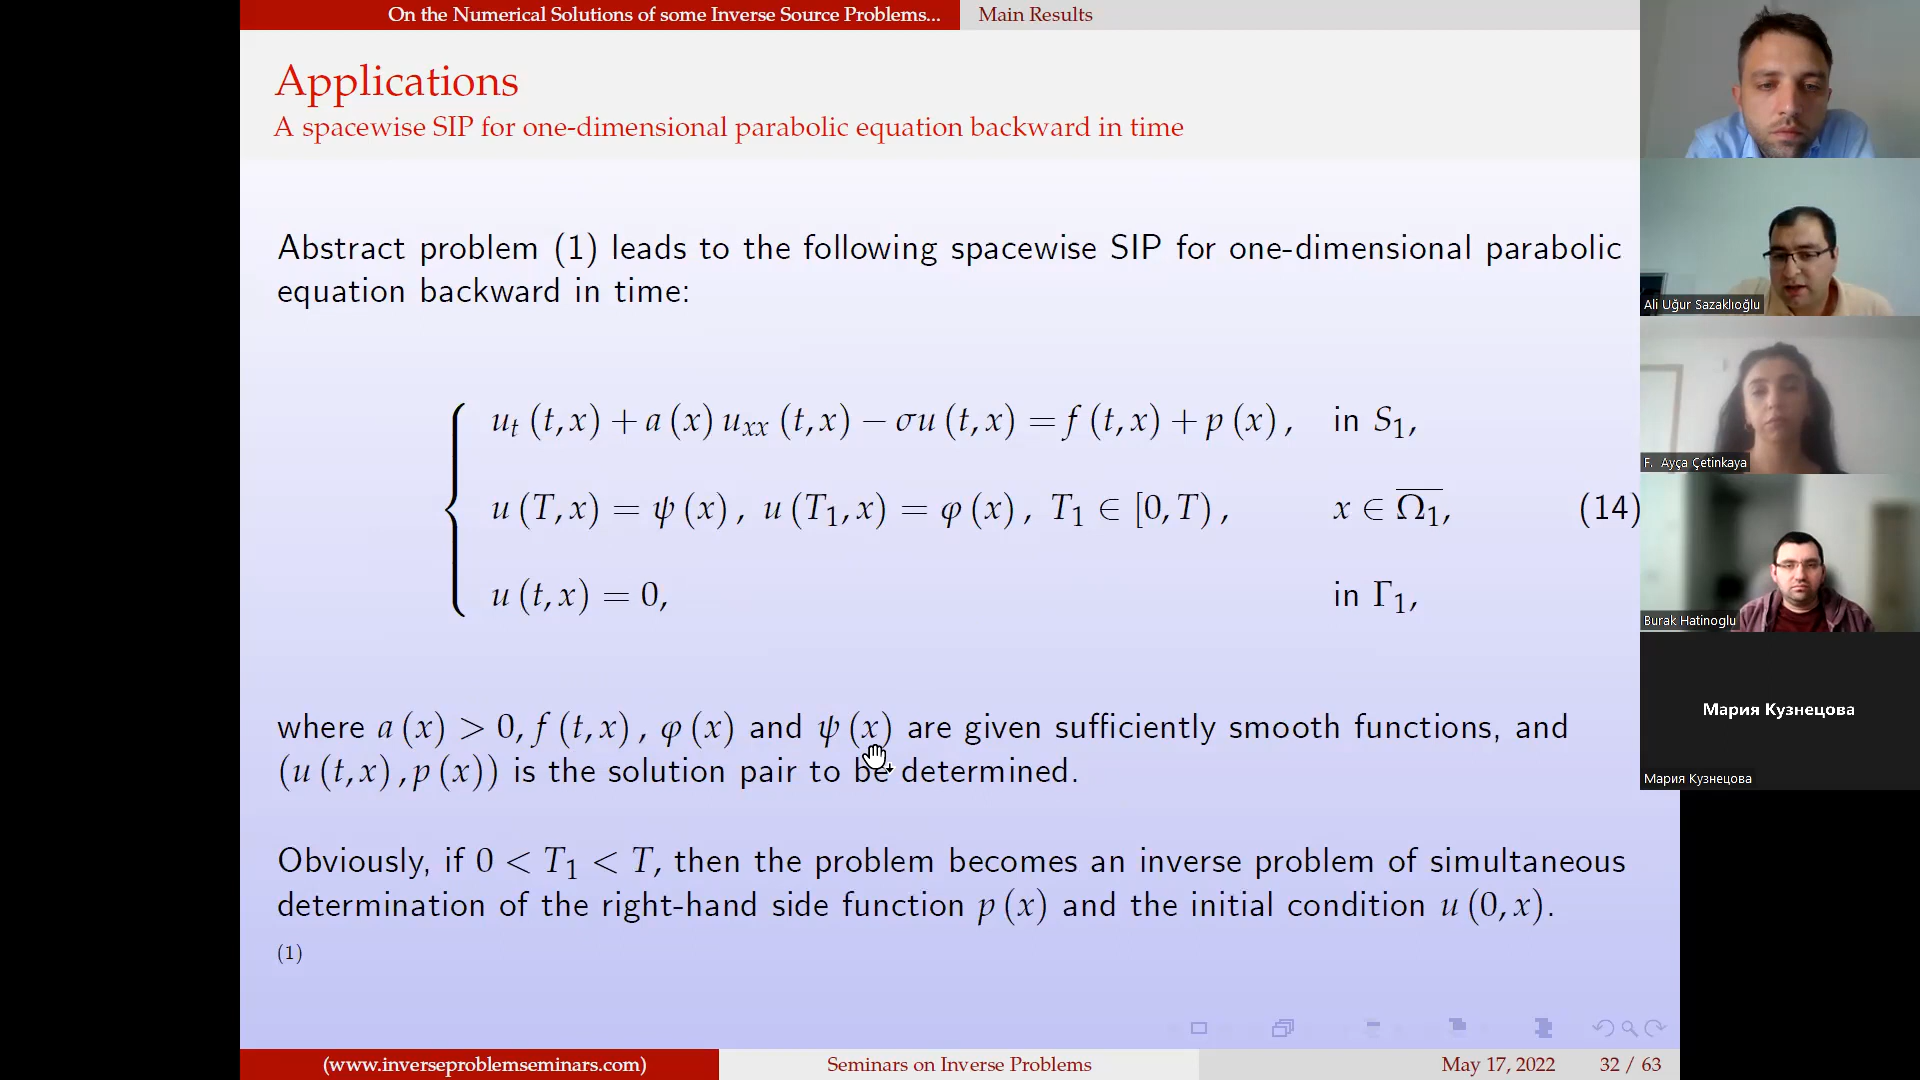 On the Numerical Solutions of some Inverse Source Problems...
Main Results
Applications
A spacewise SIP for one-dimensional parabolic equation backward in time
Abstract problem (1) leads to the following spacewise SIP for one-dimensional parabolic
equation backward in time:
u_t (t, x) + a (x) u_xx (t, x) − σu (t, x) = f (t, x) + p (x) , in S_1,
u (T, x) = ψ (x) , u (T_1, x) = φ (x) , T_1 ∈ [0, T) , x ∈ \overline{Ω_1}, (14)
u (t, x) = 0, in Γ_1,
where a (x) > 0, f (t, x) , φ (x) and ψ (x) are given sufficiently smooth functions, and
(u (t, x) , p (x)) is the solution pair to be determined.
Obviously, if 0 < T_1 < T, then the problem becomes an inverse problem of simultaneous
determination of the right-hand side function p (x) and the initial condition u (0, x).
(1)
(www.inverseproblemseminars.com)
Seminars on Inverse Problems
May 17, 2022
32 / 63
Ali Uğur Sazaklıoğlu
F. Ayça Çetinkaya
Burak Hatinoglu
Мария Кузнецова
Мария Кузнецова